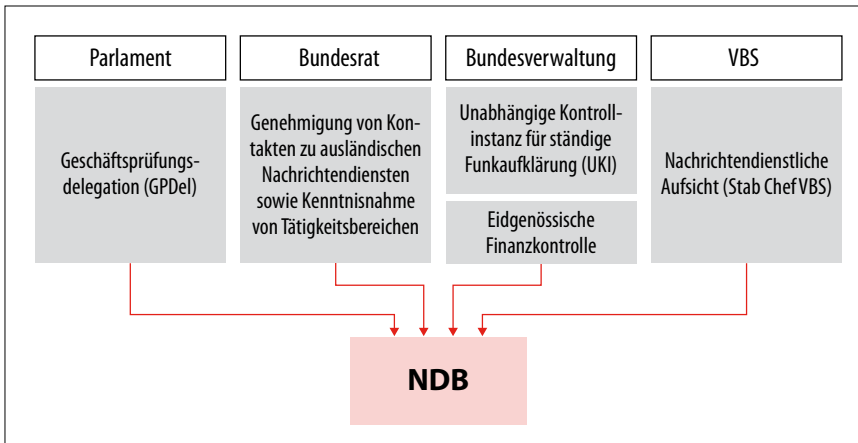 Parlament
Geschäftsprüfungs-
delegation (GPDel)
Bundesrat
Genehmigung von Kon-
takten zu ausländischen
Nachrichtendiensten
sowie Kenntnisnahme
von Tätigkeitsbereichen
Bundesverwaltung
Unabhängige Kontroll-
instanz für ständige
Funkaufklärung (UKI)
Eidgenössische
Finanzkontrolle
VBS
Nachrichtendienstliche
Aufsicht (Stab Chef VBS)
NDB